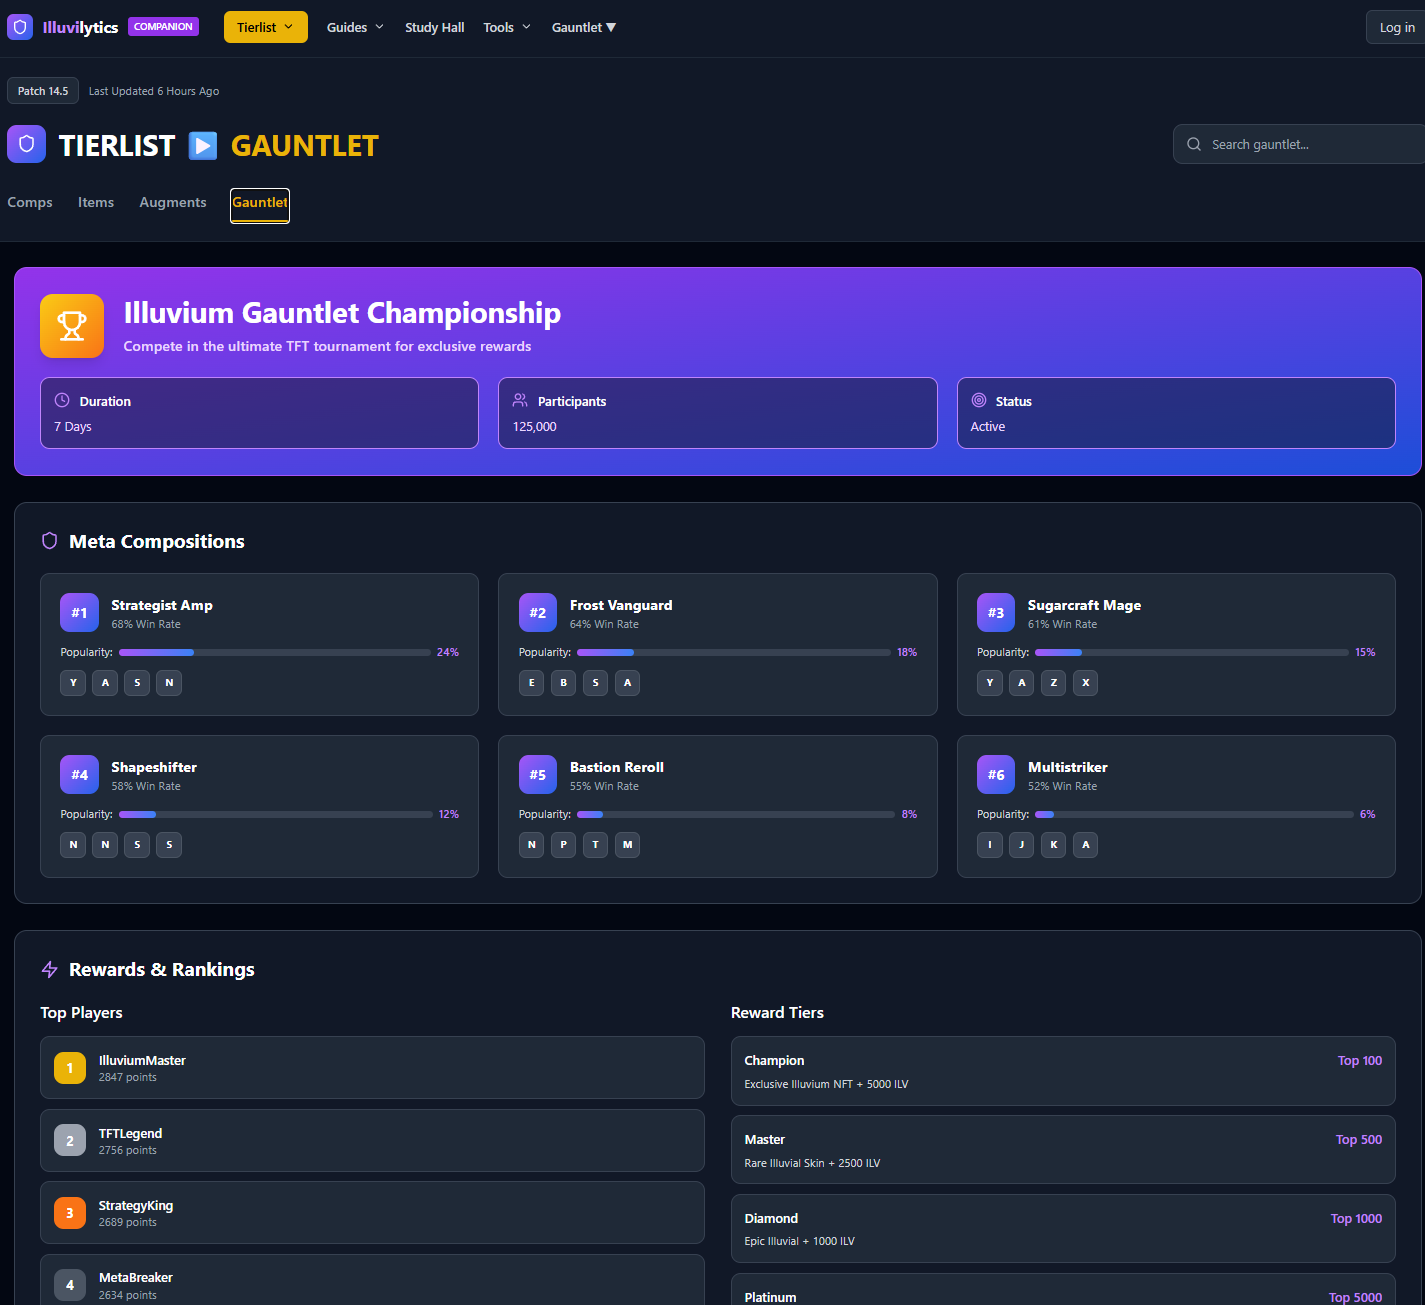 Illuvilytics COMPANION Tierlist Guides Study Hall Tools Gauntlet ▼ Log in
Patch 14.5 Last Updated 6 Hours Ago
TIERLIST ▶ GAUNTLET
Search gauntlet...
Comps Items Augments Gauntlet
Illuvium Gauntlet Championship
Compete in the ultimate TFT tournament for exclusive rewards
Duration
7 Days
Participants
125,000
Status
Active
Meta Compositions
#1 Strategist Amp
68% Win Rate
Popularity: 24%
Y A S N
#2 Frost Vanguard
64% Win Rate
Popularity: 18%
E B S A
#3 Sugarcraft Mage
61% Win Rate
Popularity: 15%
Y A Z X
#4 Shapeshifter
58% Win Rate
Popularity: 12%
N N S S
#5 Bastion Reroll
55% Win Rate
Popularity: 8%
N P T M
#6 Multistriker
52% Win Rate
Popularity: 6%
I J K A
Rewards & Rankings
Top Players
1 IlluviumMaster
2847 points
2 TFTLegend
2756 points
3 StrategyKing
2689 points
4 MetaBreaker
2634 points
Reward Tiers
Champion Top 100
Exclusive Illuvium NFT + 5000 ILV
Master Top 500
Rare Illuvial Skin + 2500 ILV
Diamond Top 1000
Epic Illuvial + 1000 ILV
Platinum Top 5000